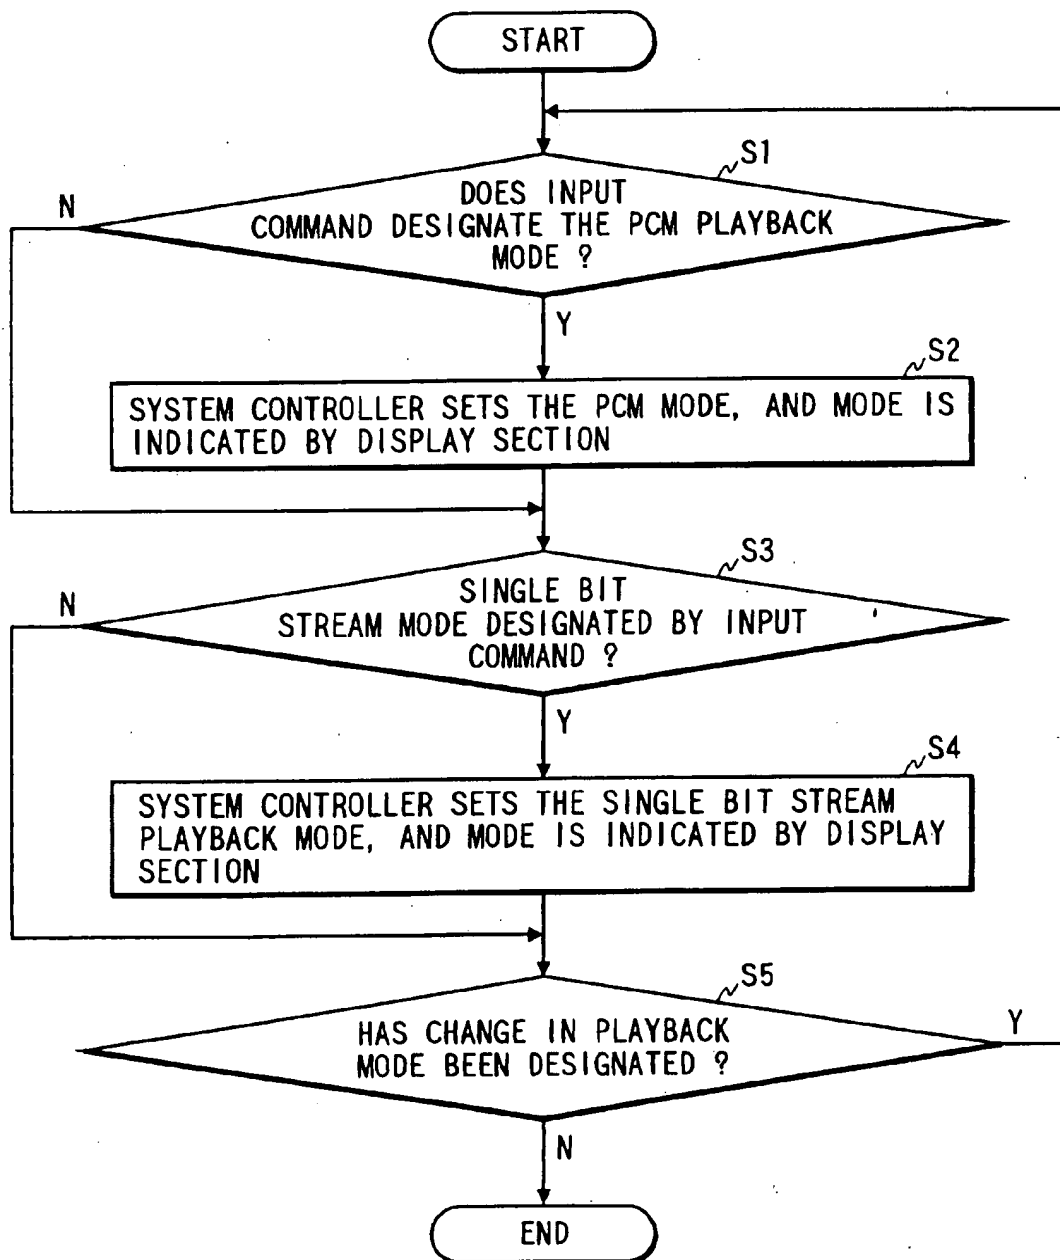 START
S1
N
DOES INPUT
COMMAND DESIGNATE THE PCM PLAYBACK
MODE ?
Y
S2
SYSTEM CONTROLLER SETS THE PCM MODE, AND MODE IS
INDICATED BY DISPLAY SECTION
S3
N
SINGLE BIT
STREAM MODE DESIGNATED BY INPUT
COMMAND ?
Y
S4
SYSTEM CONTROLLER SETS THE SINGLE BIT STREAM
PLAYBACK MODE, AND MODE IS INDICATED BY DISPLAY
SECTION
S5
HAS CHANGE IN PLAYBACK
MODE BEEN DESIGNATED ?
Y
N
END